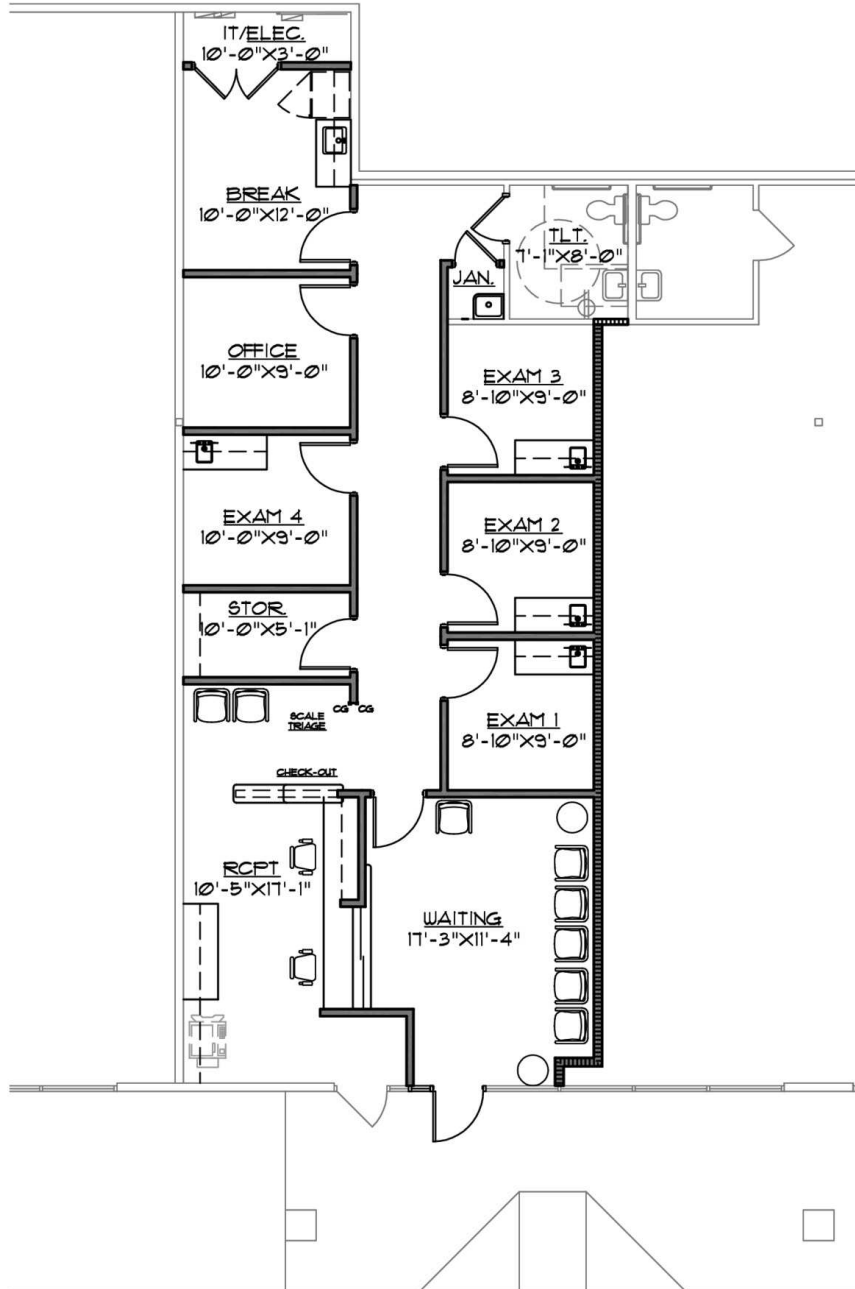 IT/ELEC.
10'-0"X3'-0"
BREAK
10'-0"X12'-0"
TLT.
7'-1"X8'-0"
JAN.
OFFICE
10'-0"X9'-0"
EXAM 3
8'-10"X9'-0"
EXAM 4
10'-0"X9'-0"
EXAM 2
8'-10"X9'-0"
STOR.
10'-0"X5'-1"
SCALE
TRIAGE
CG CG
EXAM 1
8'-10"X9'-0"
CHECK-OUT
RCPT
10'-5"X17'-1"
WAITING
17'-3"X11'-4"